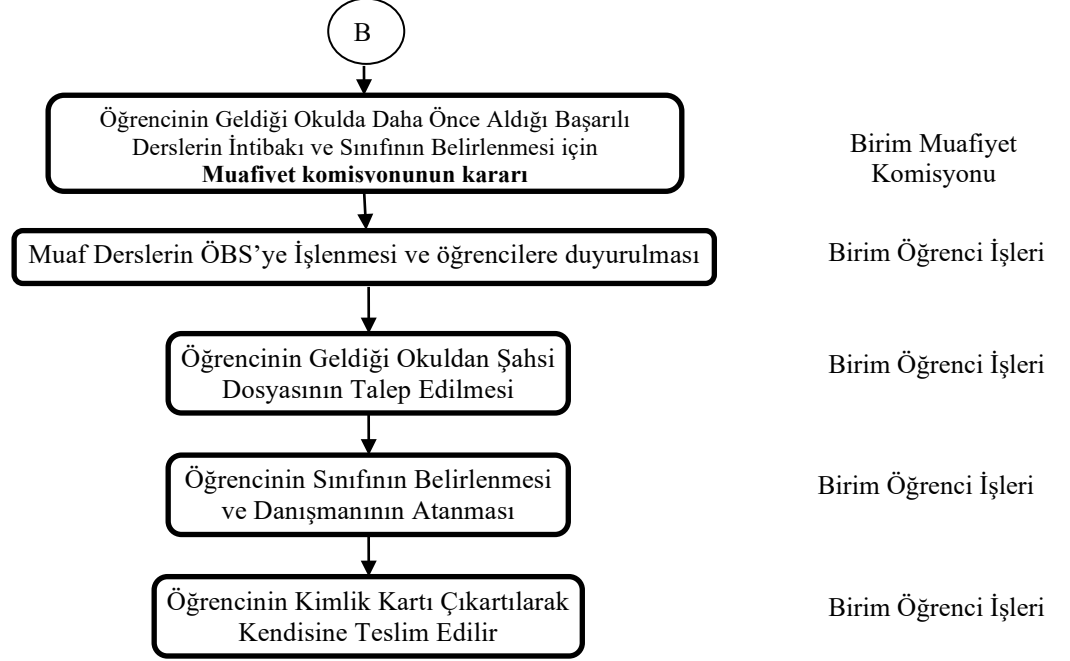 B
Öğrencinin Geldiği Okulda Daha Önce Aldığı Başarılı
Derslerin İntibakı ve Sınıfının Belirlenmesi için
Muafiyet komisyonunun kararı
Birim Muafiyet
Komisyonu
Muaf Derslerin ÖBS’ye İşlenmesi ve öğrencilere duyurulması
Birim Öğrenci İşleri
Öğrencinin Geldiği Okuldan Şahsi
Dosyasının Talep Edilmesi
Birim Öğrenci İşleri
Öğrencinin Sınıfının Belirlenmesi
ve Danışmanının Atanması
Birim Öğrenci İşleri
Öğrencinin Kimlik Kartı Çıkartılarak
Kendisine Teslim Edilir
Birim Öğrenci İşleri